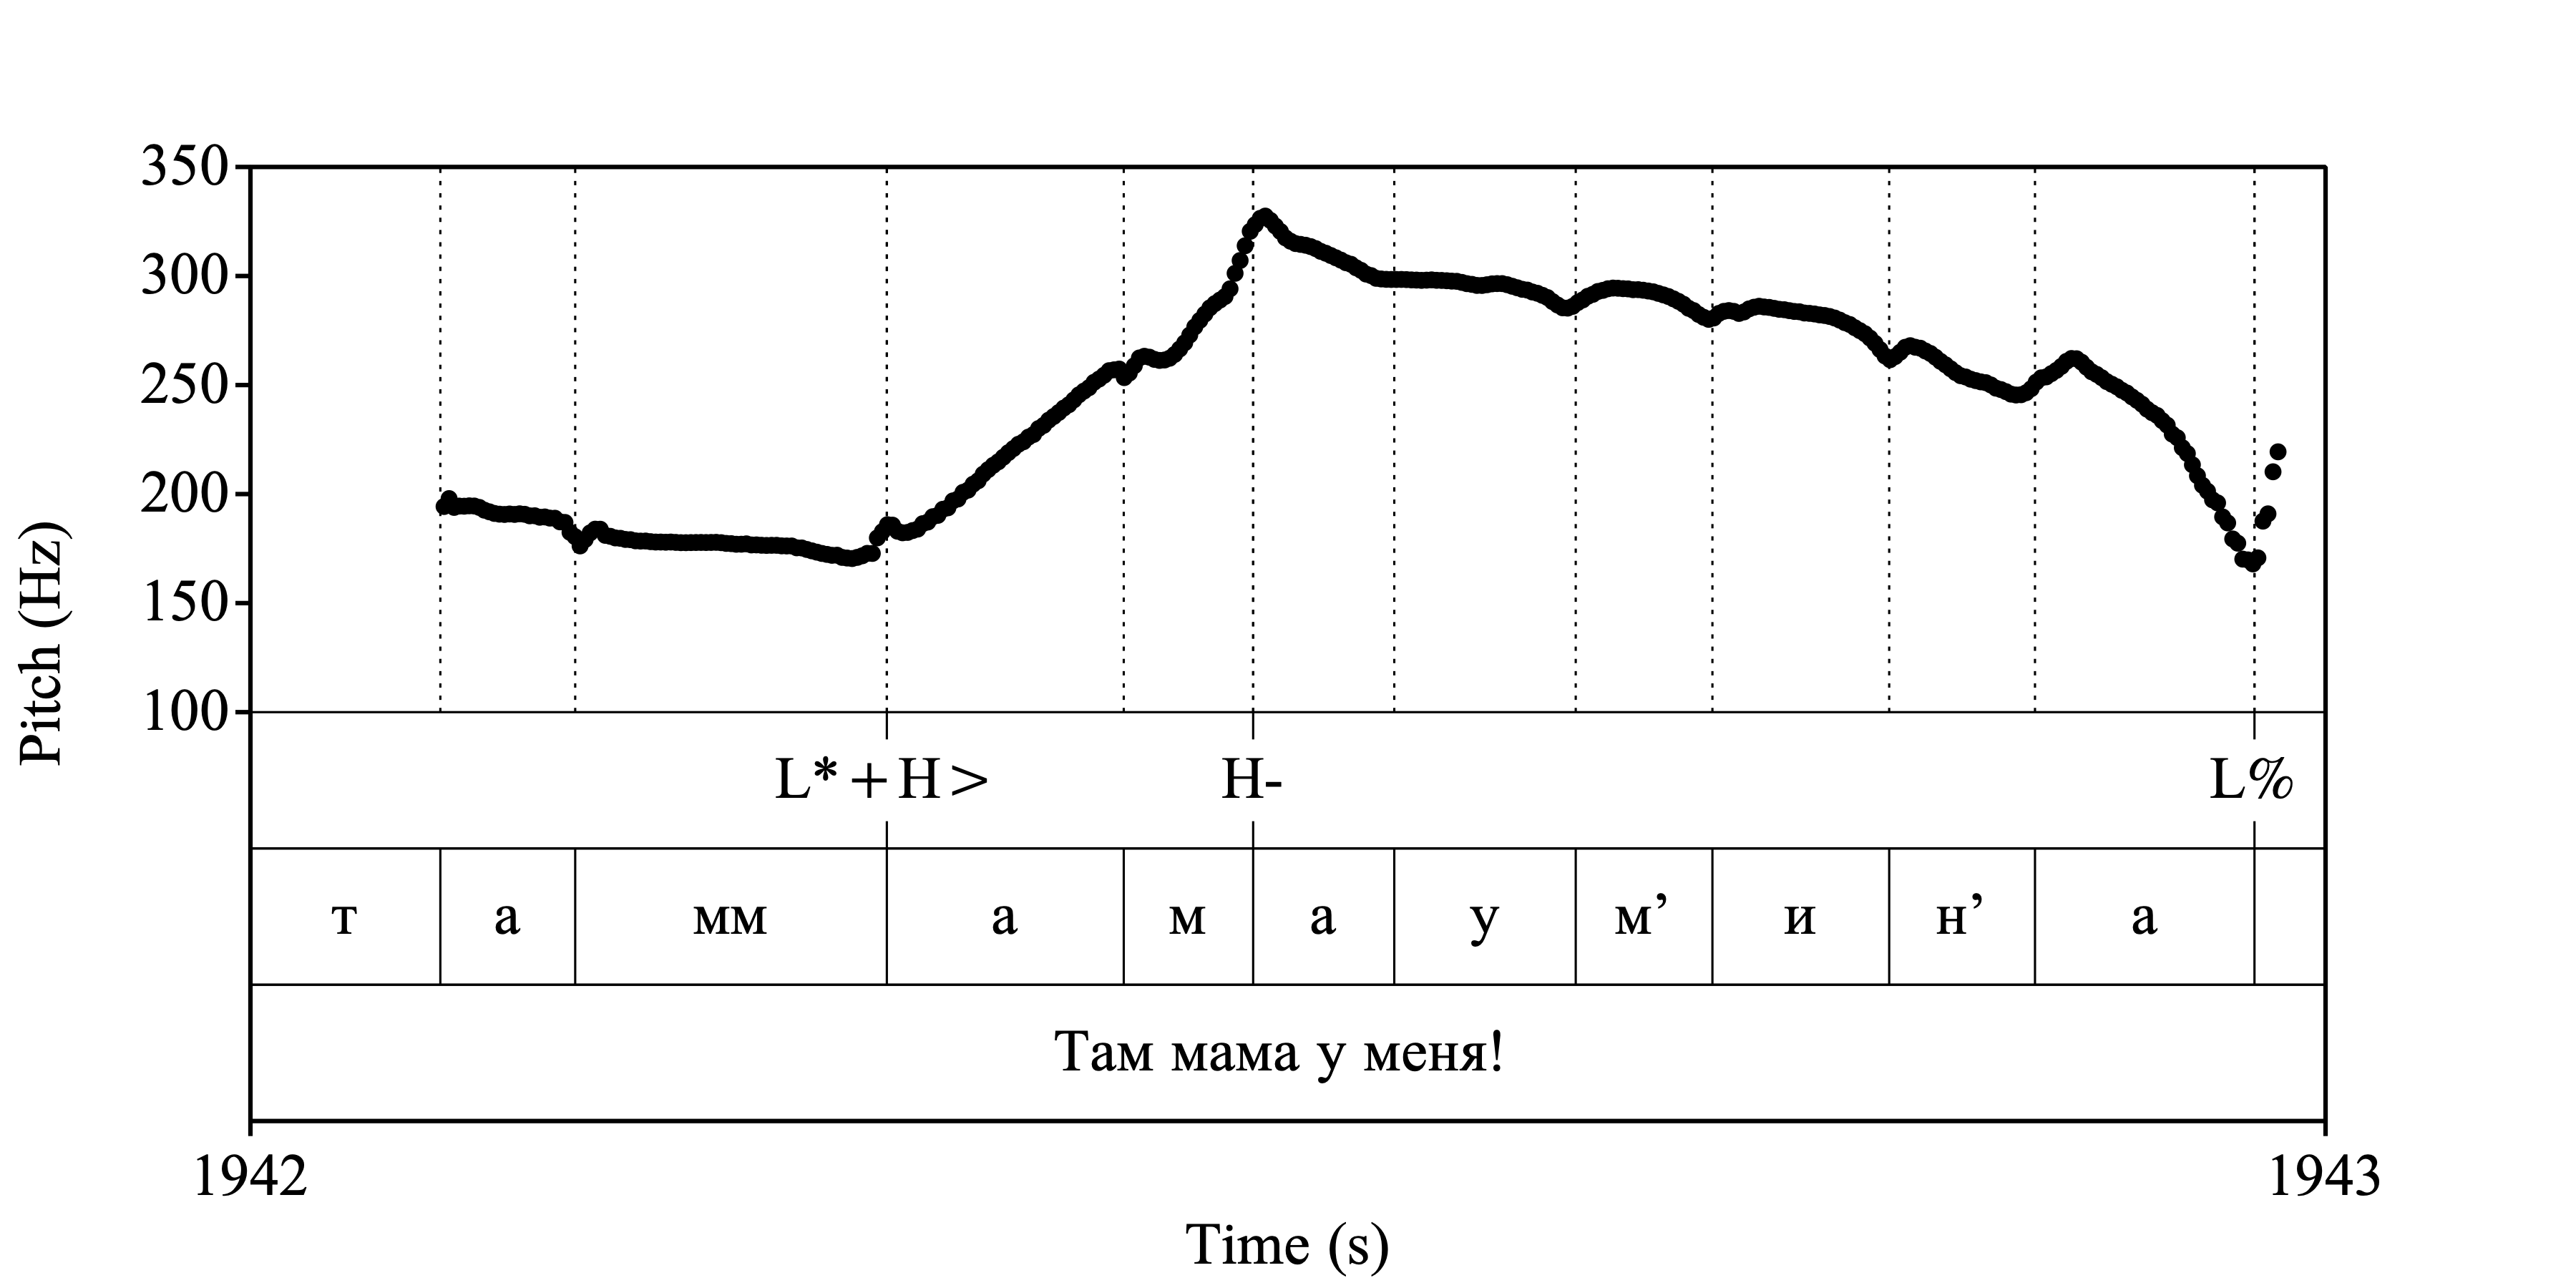 350
300
250
200
150
100
Pitch (Hz)
L*+H> H- L%
т а мм а м а у м’ и н’ а
Там мама у меня!
1942 1943
Time (s)